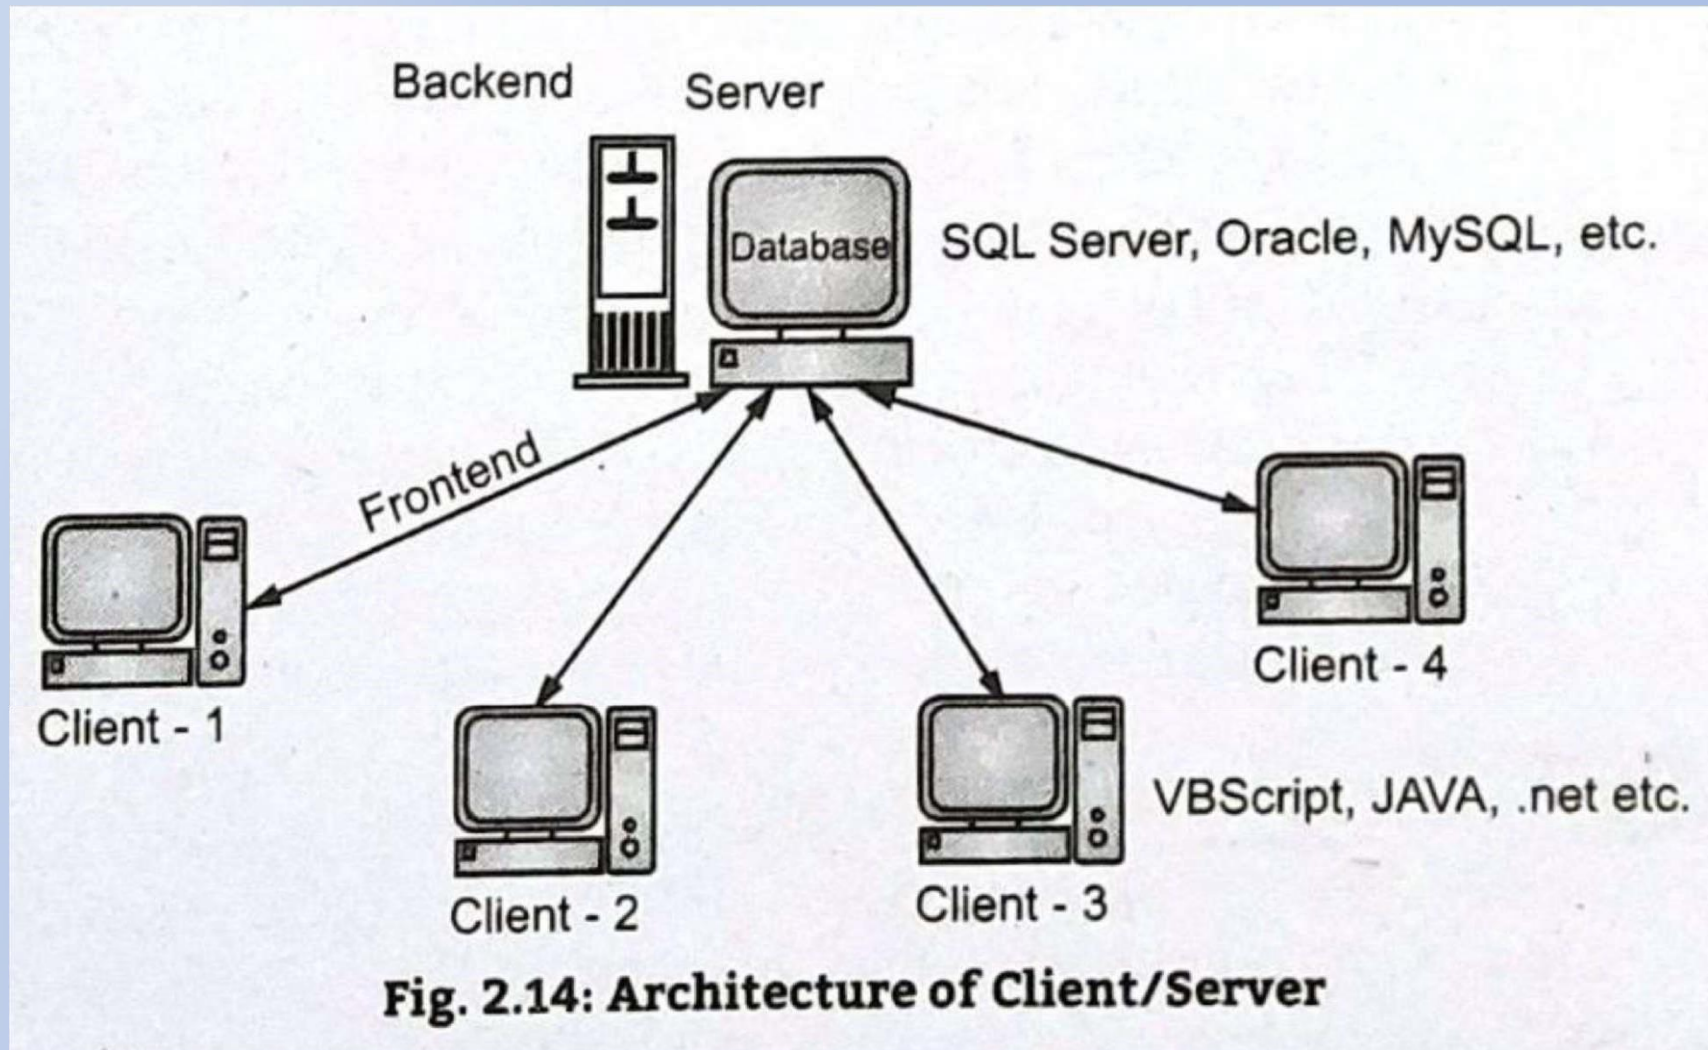 Backend
Server
Database
SQL Server, Oracle, MySQL, etc.
Frontend
Client - 1
Client - 2
Client - 3
Client - 4
VBScript, JAVA, .net etc.
Fig. 2.14: Architecture of Client/Server